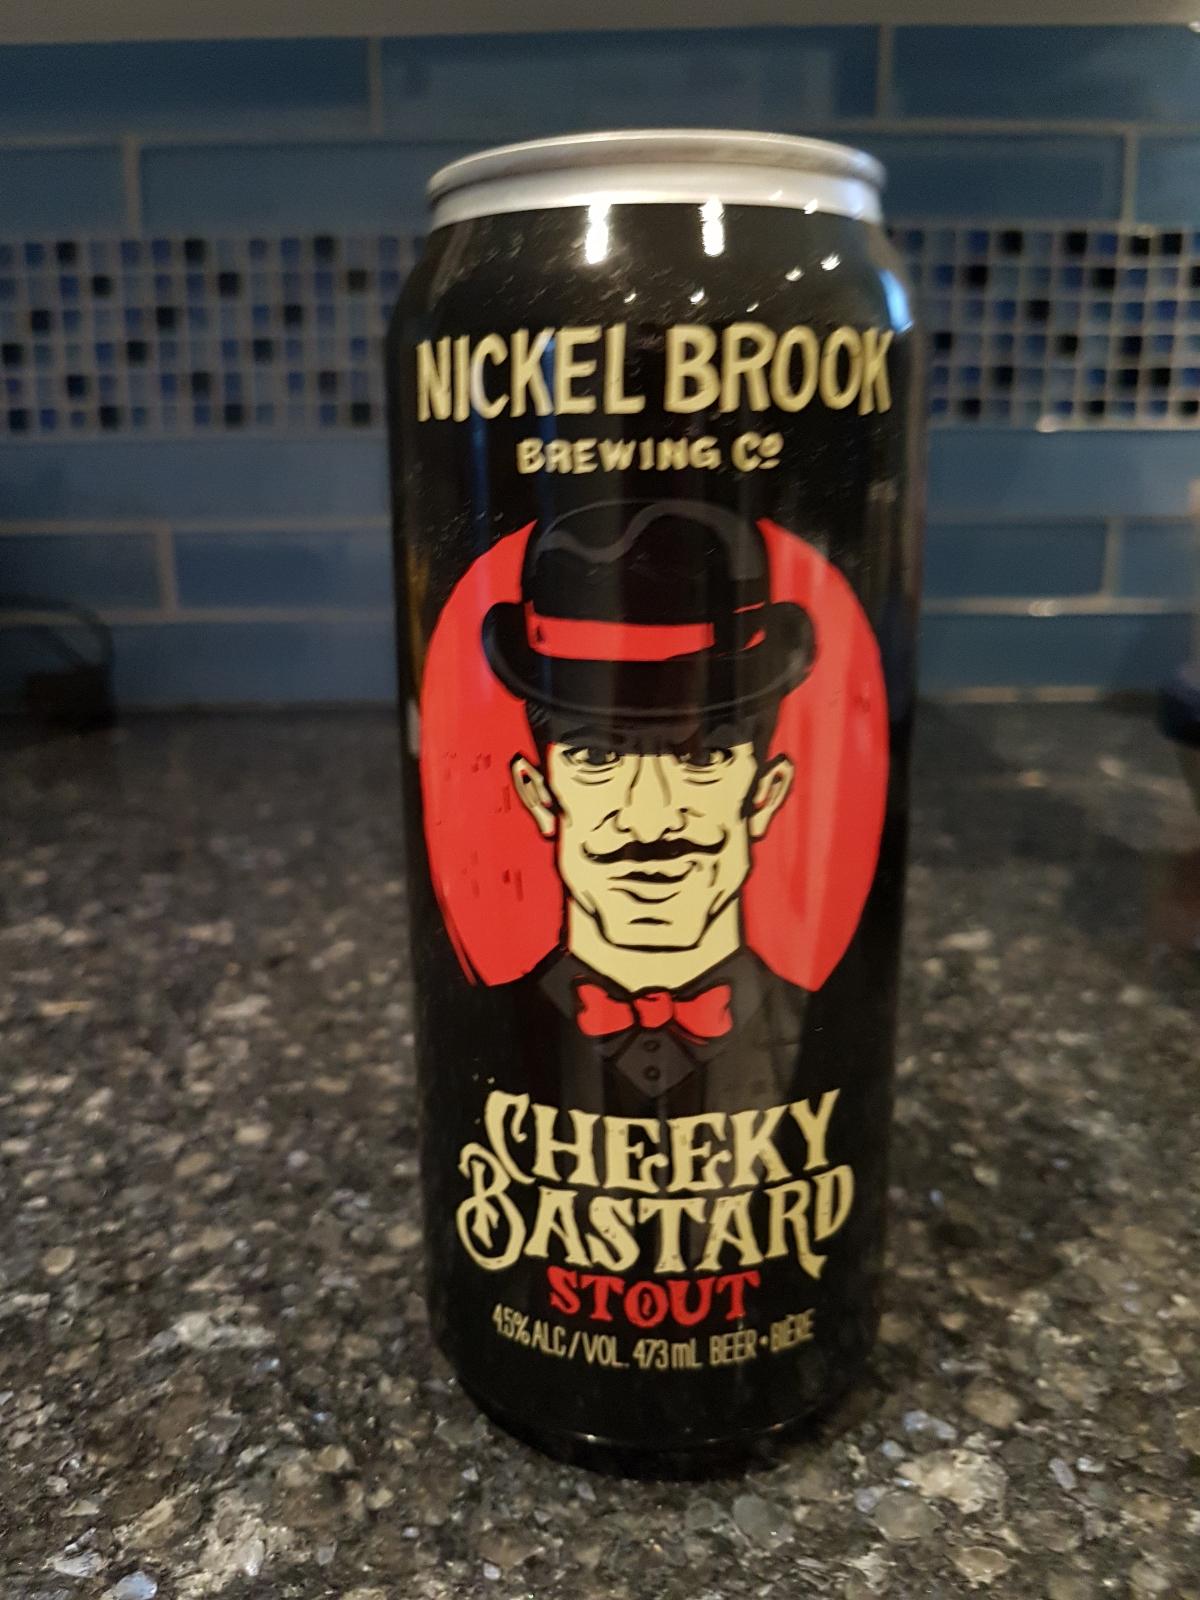 NICKEL BROOK
BREWING Co
CHEEKY
BASTARD
STOUT
4.5% ALC / VOL. 473 mL BEER • BIÈRE